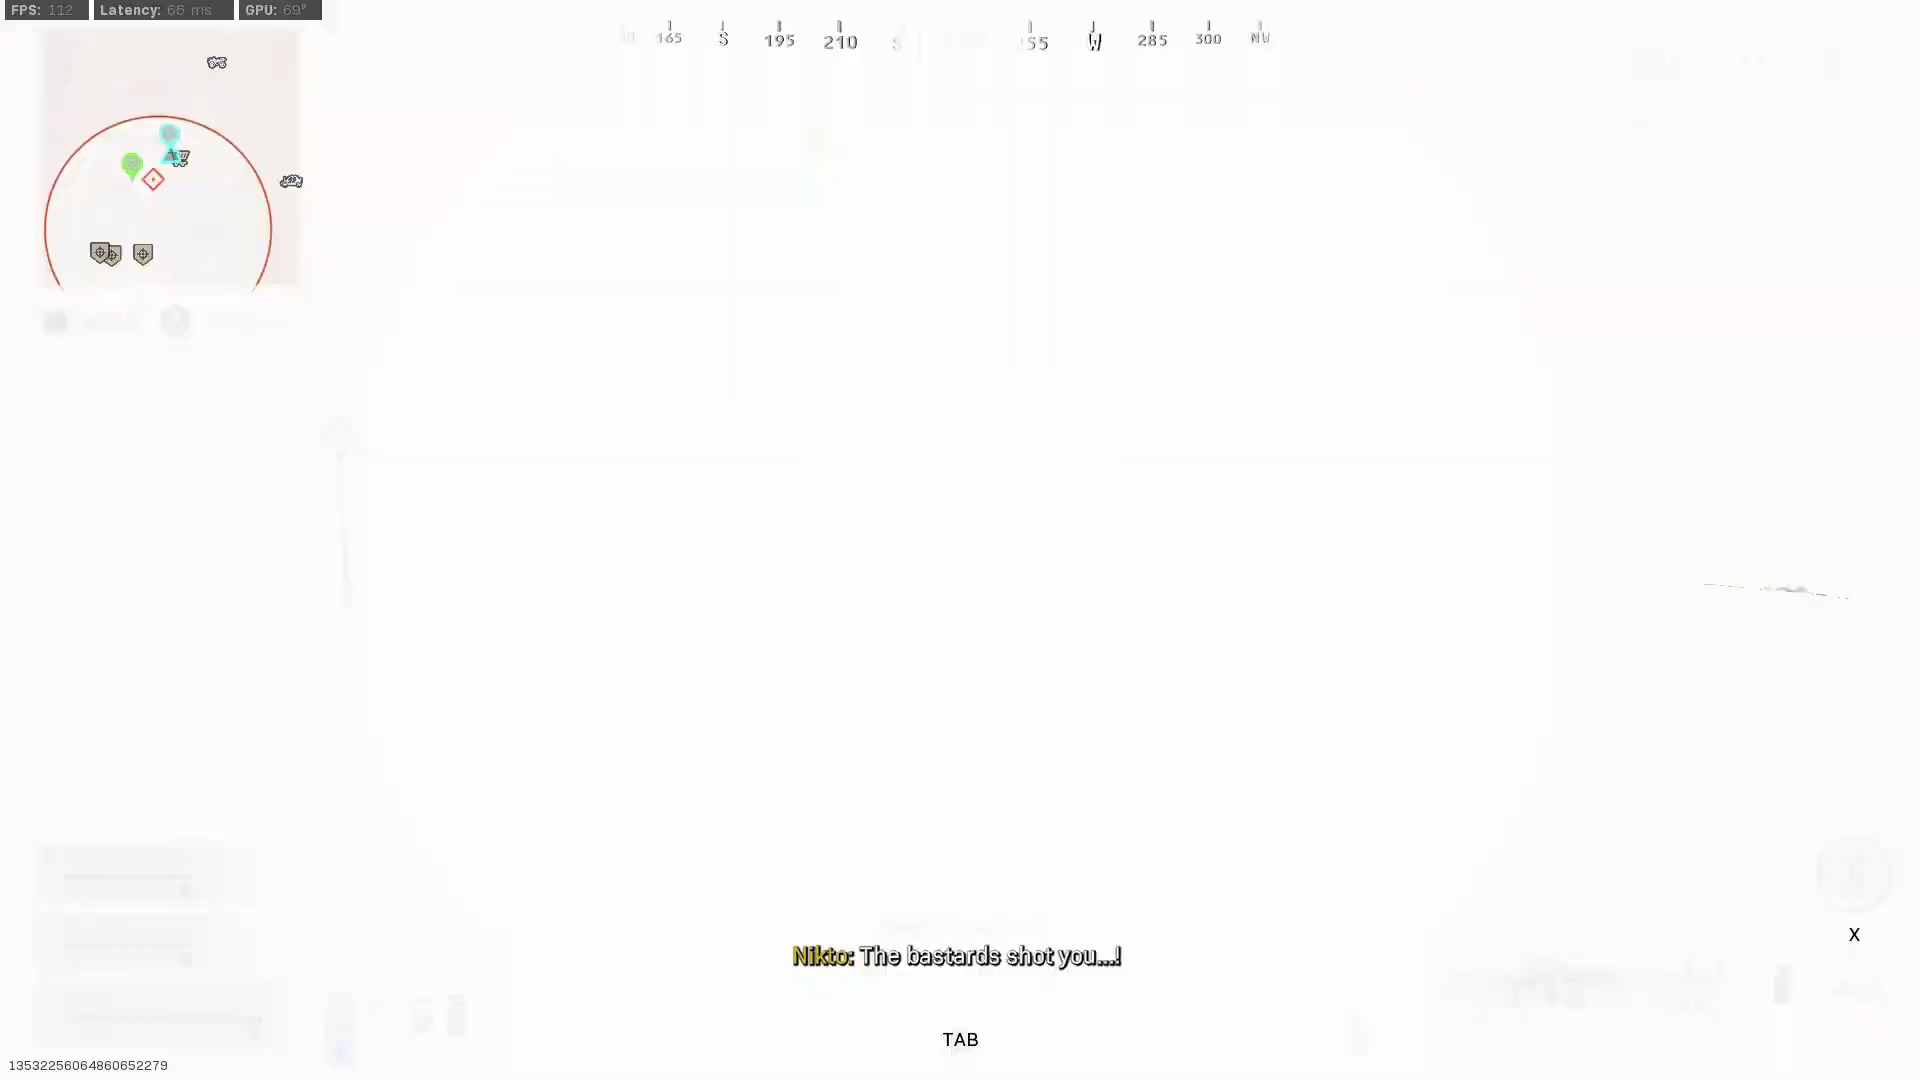 FPS: 112 Latency: 66 ms GPU: 69°
165 S 195 210 S 55 W 285 300 NW
Nikto: The bastards shot you...!
X
TAB
13532256064860652279